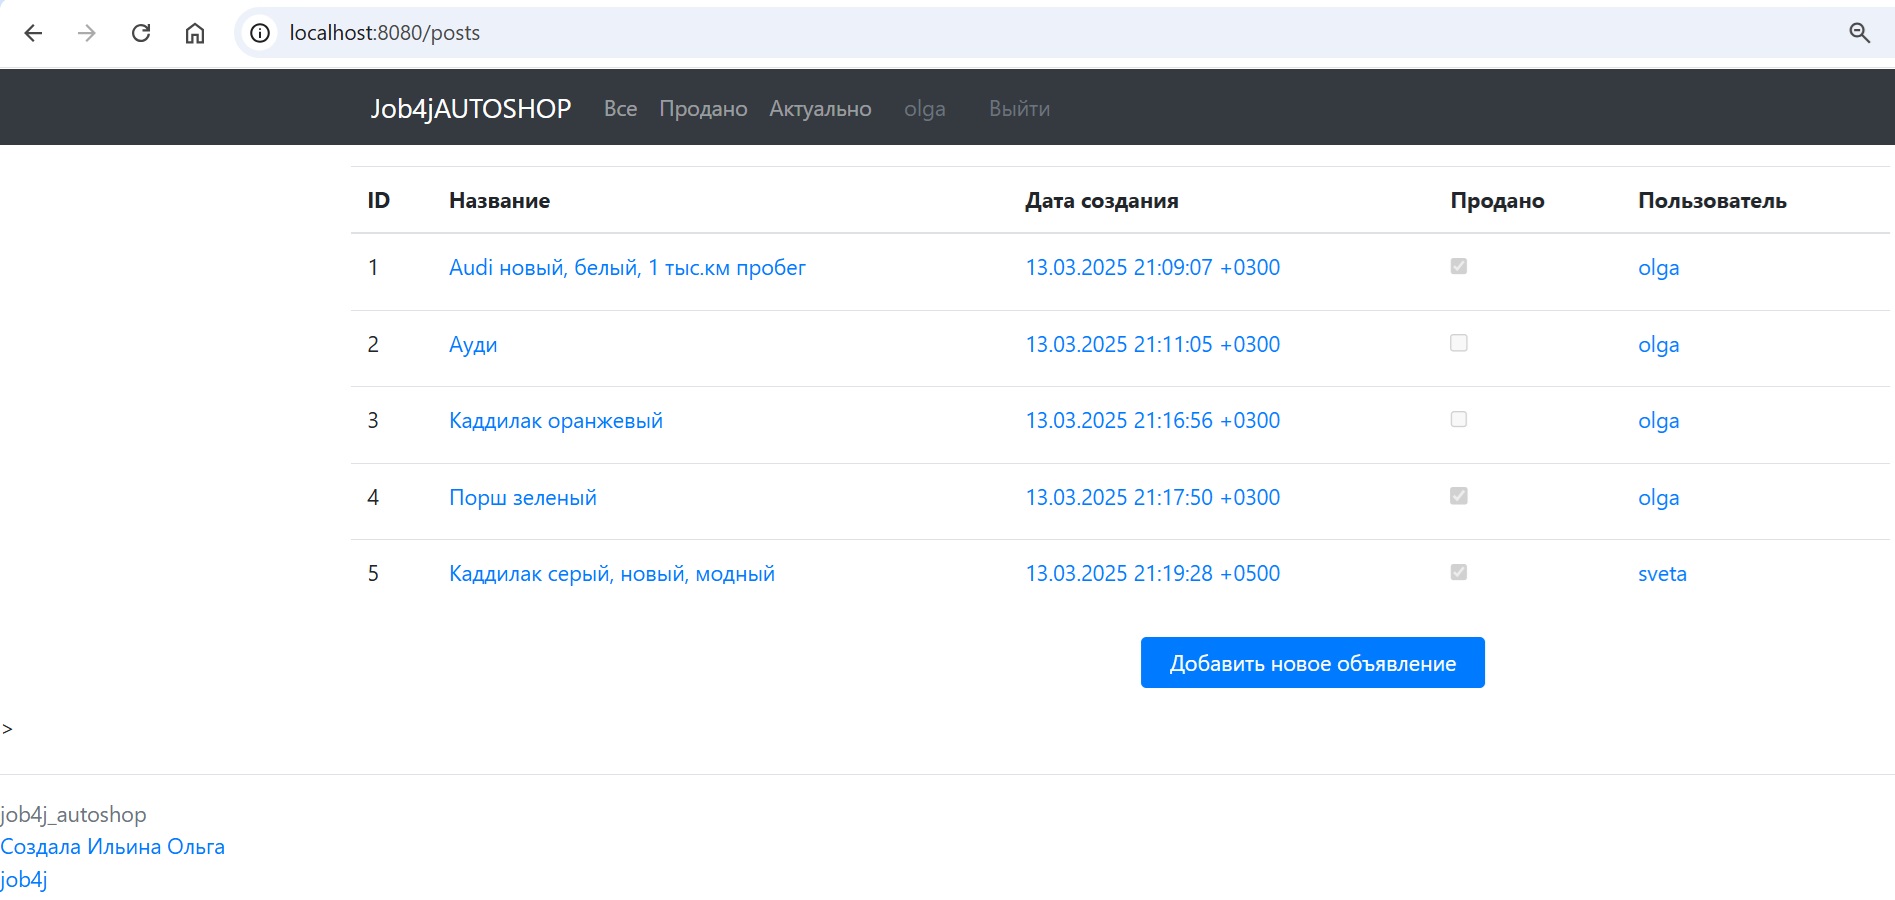 localhost:8080/posts
Job4jAUTOSHOP Все Продано Актуально olga Выйти
ID Название Дата создания Продано Пользователь
1 Audi новый, белый, 1 тыс.км пробег 13.03.2025 21:09:07 +0300 olga
2 Ауди 13.03.2025 21:11:05 +0300 olga
3 Каддилак оранжевый 13.03.2025 21:16:56 +0300 olga
4 Порш зеленый 13.03.2025 21:17:50 +0300 olga
5 Каддилак серый, новый, модный 13.03.2025 21:19:28 +0500 sveta
Добавить новое объявление
>
job4j_autoshop
Создала Ильина Ольга
job4j